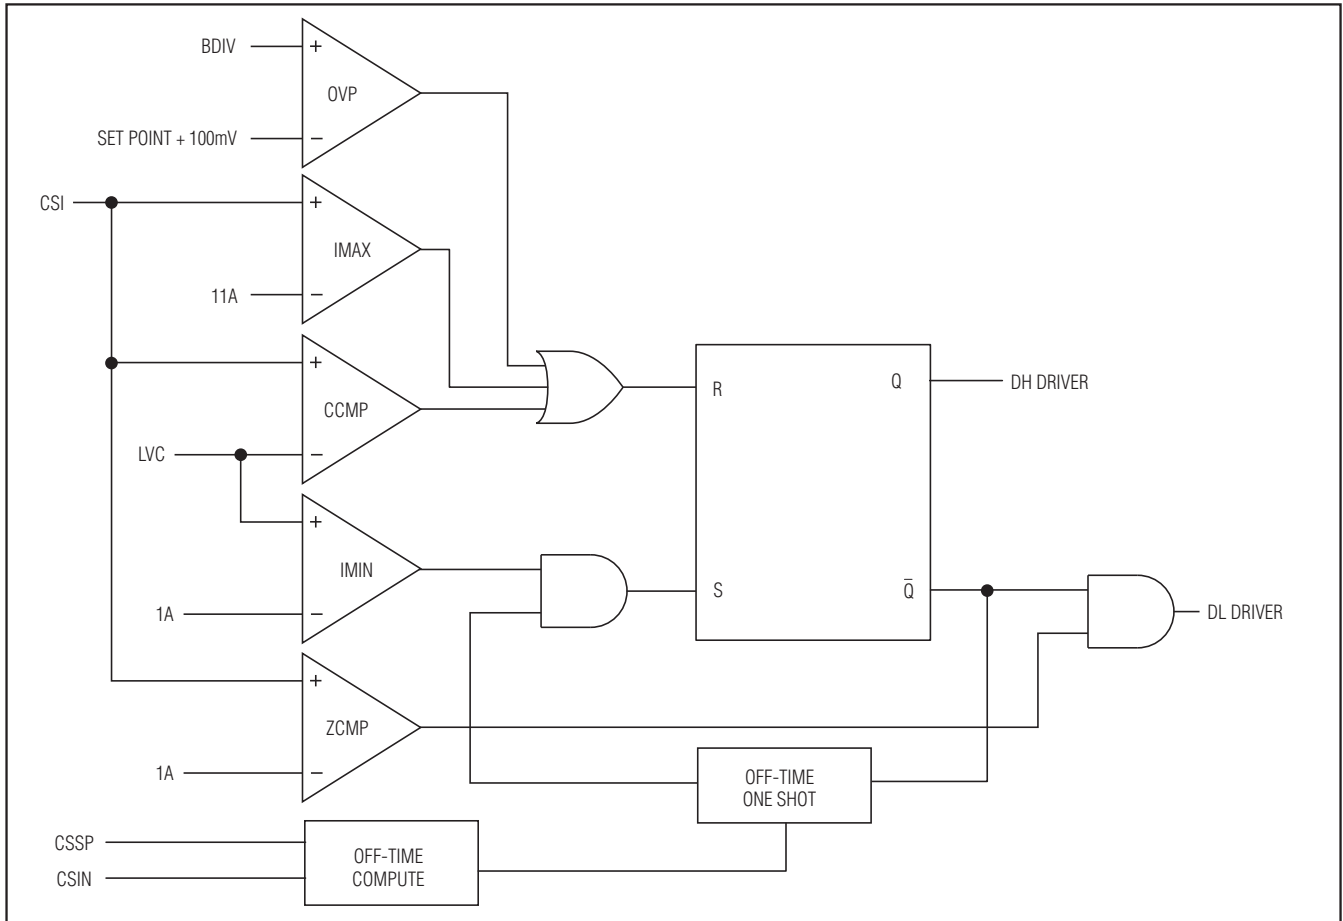 BDIV
+
OVP
SET POINT + 100mV
−
CSI
+
IMAX
11A
−
+
CCMP
LVC
−
+
IMIN
1A
−
+
ZCMP
1A
−
R
Q
DH DRIVER
S
Q̅
DL DRIVER
OFF-TIME
ONE SHOT
CSSP
CSIN
OFF-TIME
COMPUTE